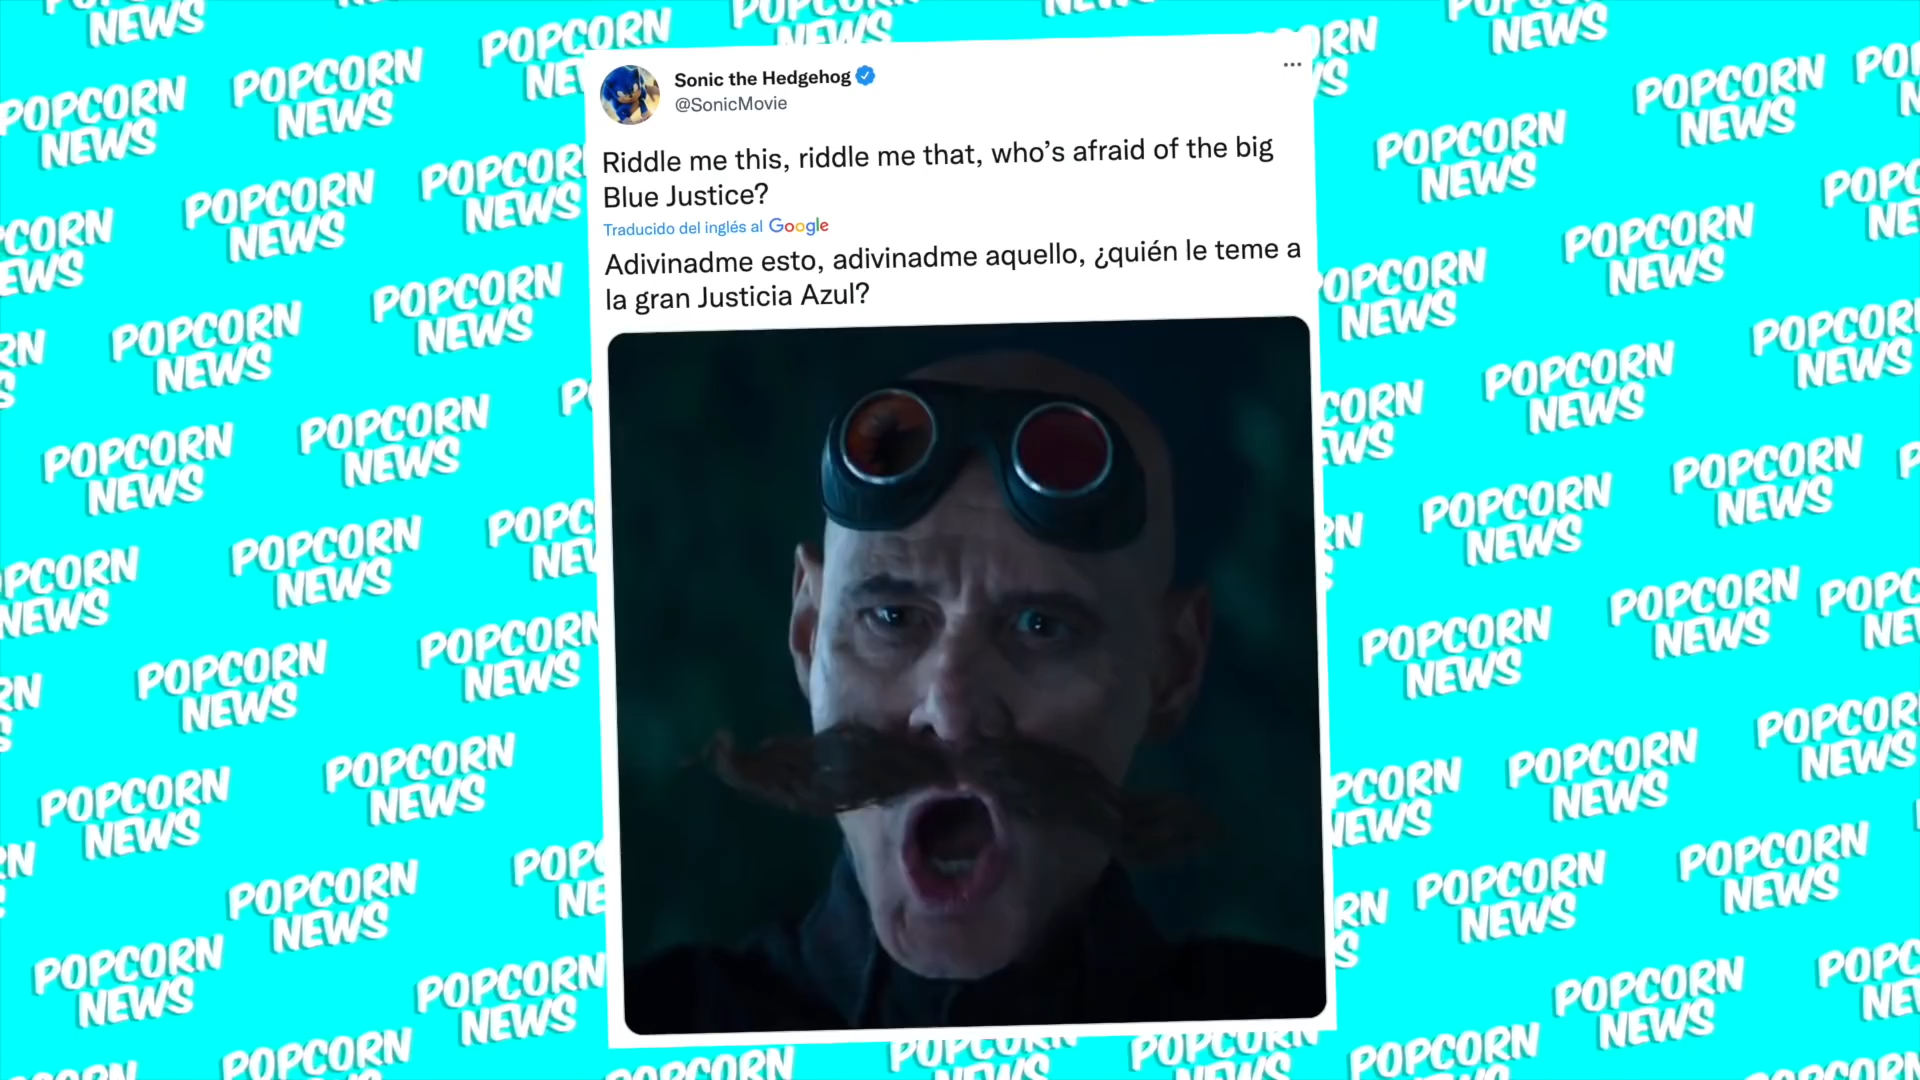 Sonic the Hedgehog
@SonicMovie
Riddle me this, riddle me that, who's afraid of the big
Blue Justice?
Traducido del inglés al Google
Adivinadme esto, adivinadme aquello, ¿quién le teme a
la gran Justicia Azul?
POPCORN
NEWS